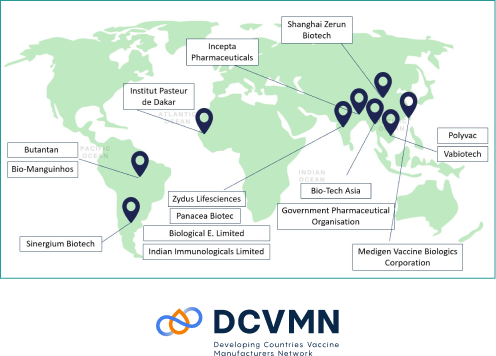 Shanghai Zerun
Biotech
Incepta
Pharmaceuticals
Institut Pasteur
de Dakar
ATLANTIC
OCEAN
Polyvac
Vabiotech
Butantan
Bio-Manguinhos
PACIFIC
OCEAN
INDIAN
OCEAN
Bio-Tech Asia
Zydus Lifesciences
Panacea Biotec
Government Pharmaceutical
Organisation
Biological E. Limited
Indian Immunologicals Limited
Sinergium Biotech
Medigen Vaccine Biologics
Corporation
DCVMN
Developing Countries Vaccine
Manufacturers Network